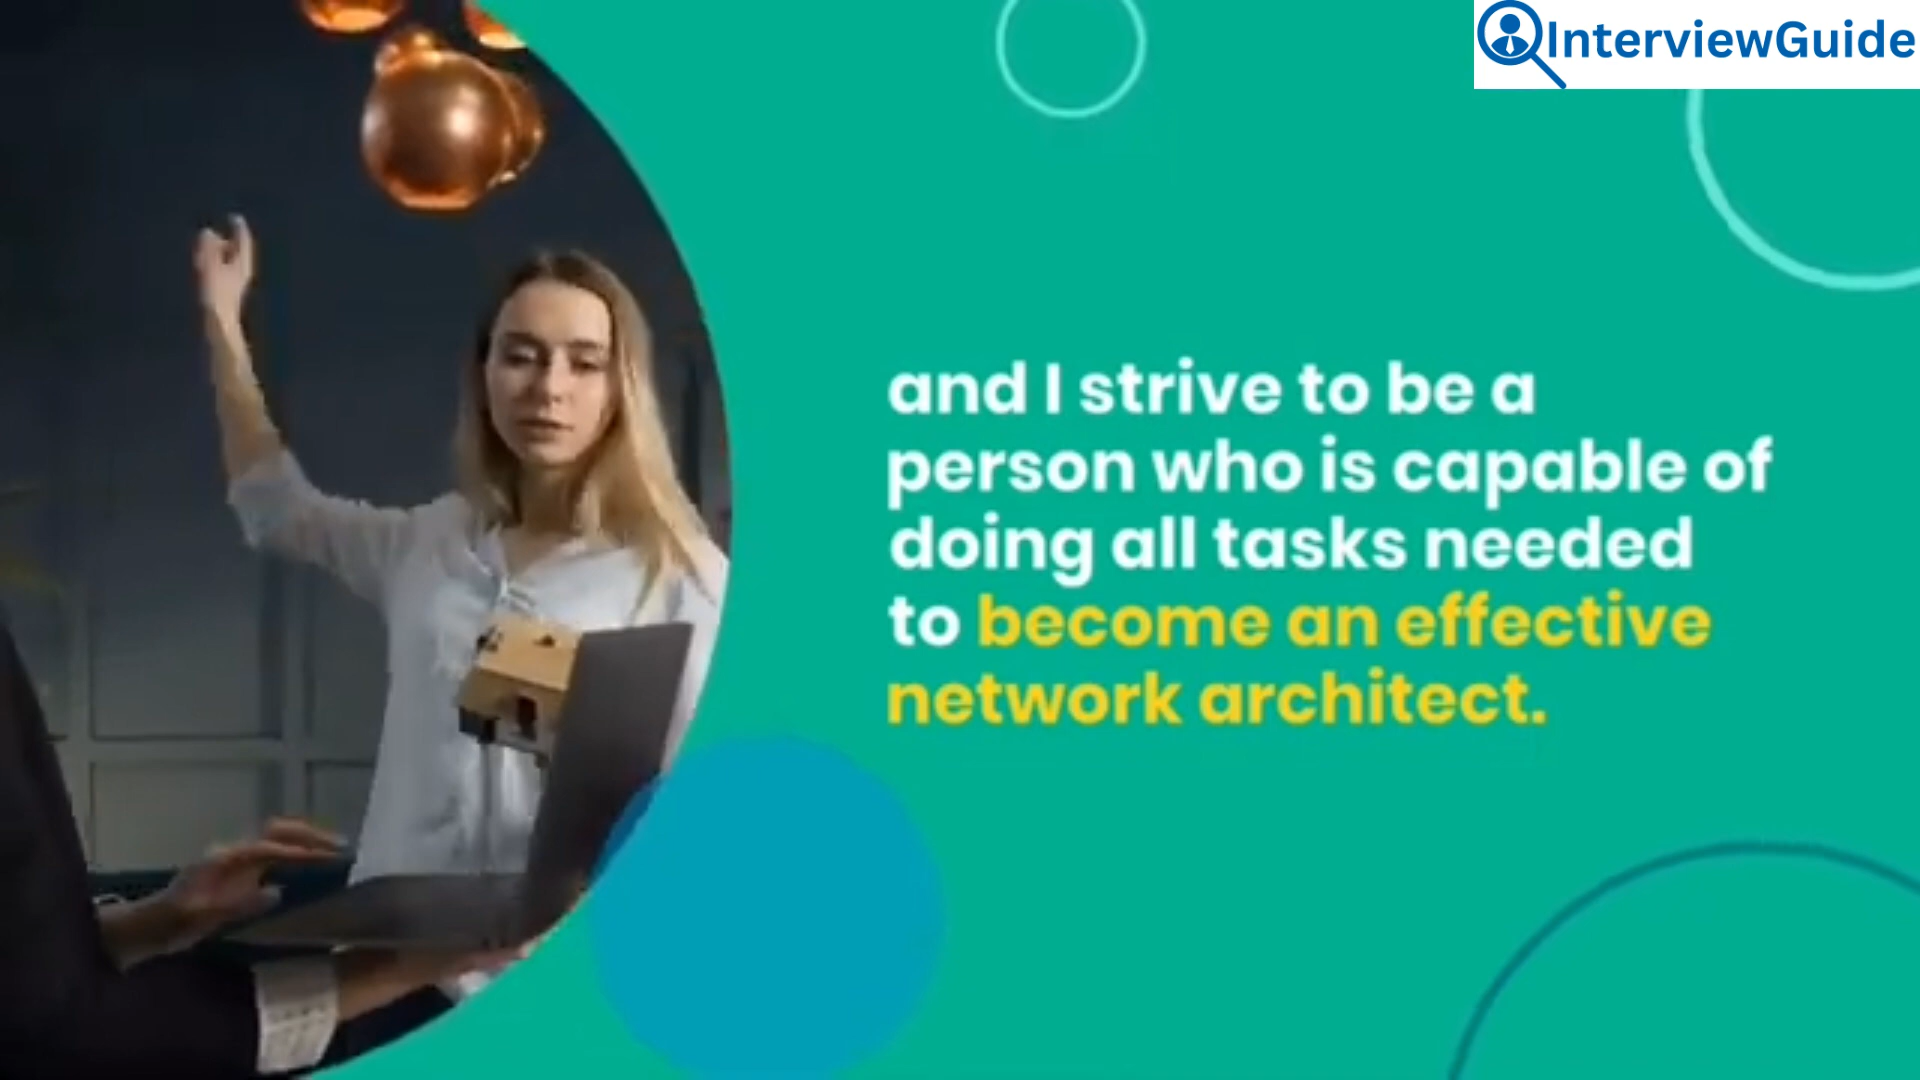 InterviewGuide
and I strive to be a
person who is capable of
doing all tasks needed
to become an effective
network architect.